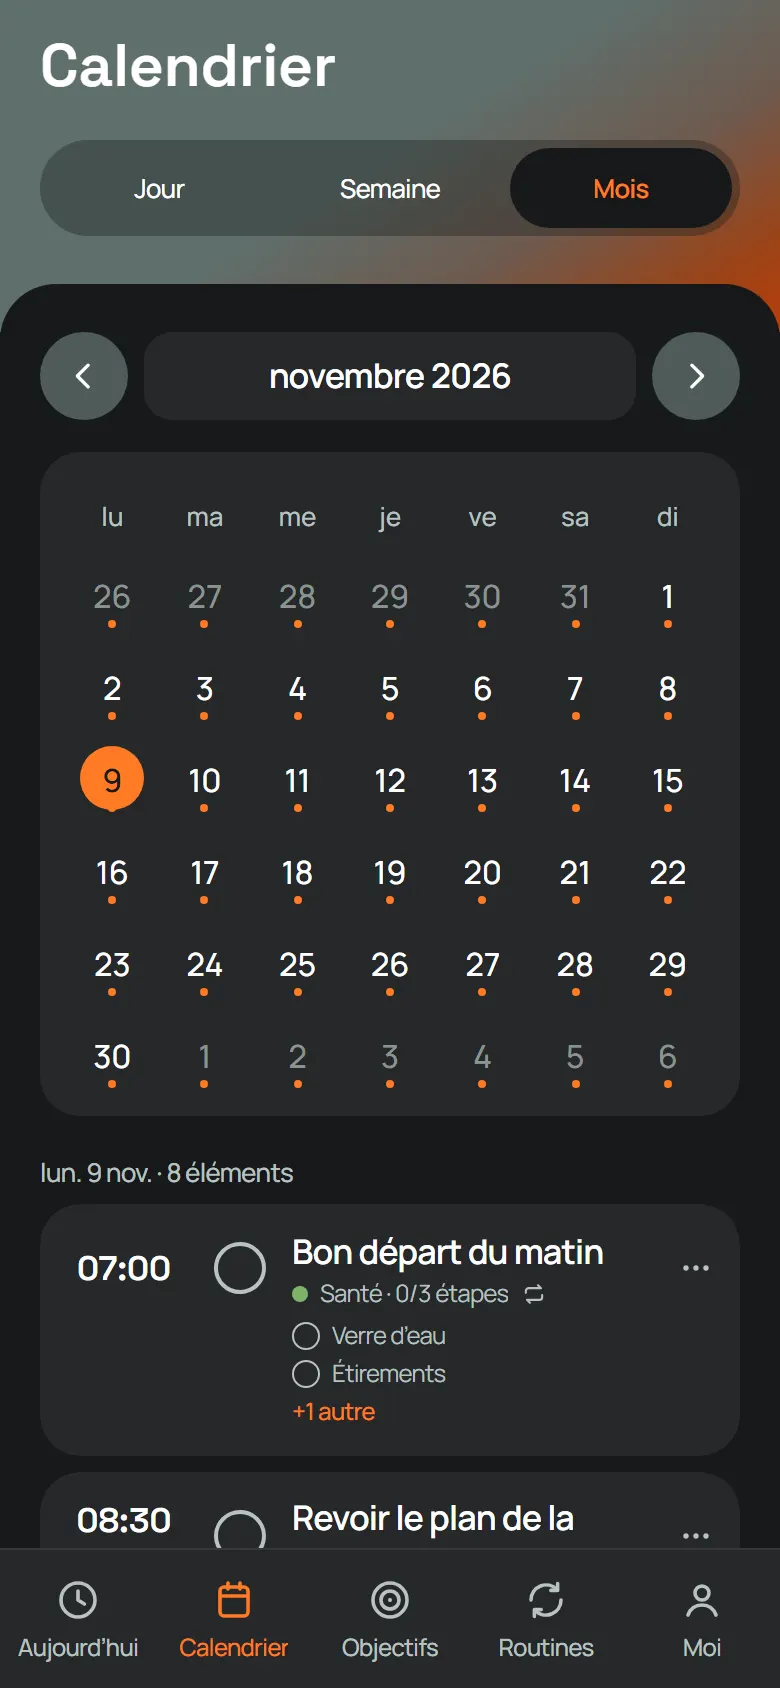 Calendrier
Jour Semaine Mois
novembre 2026
lu ma me je ve sa di
26 27 28 29 30 31 1
2 3 4 5 6 7 8
9 10 11 12 13 14 15
16 17 18 19 20 21 22
23 24 25 26 27 28 29
30 1 2 3 4 5 6
lun. 9 nov. · 8 éléments
07:00 Bon départ du matin
Santé · 0/3 étapes
Verre d’eau
Étirements
+1 autre
08:30 Revoir le plan de la
Aujourd’hui Calendrier Objectifs Routines Moi